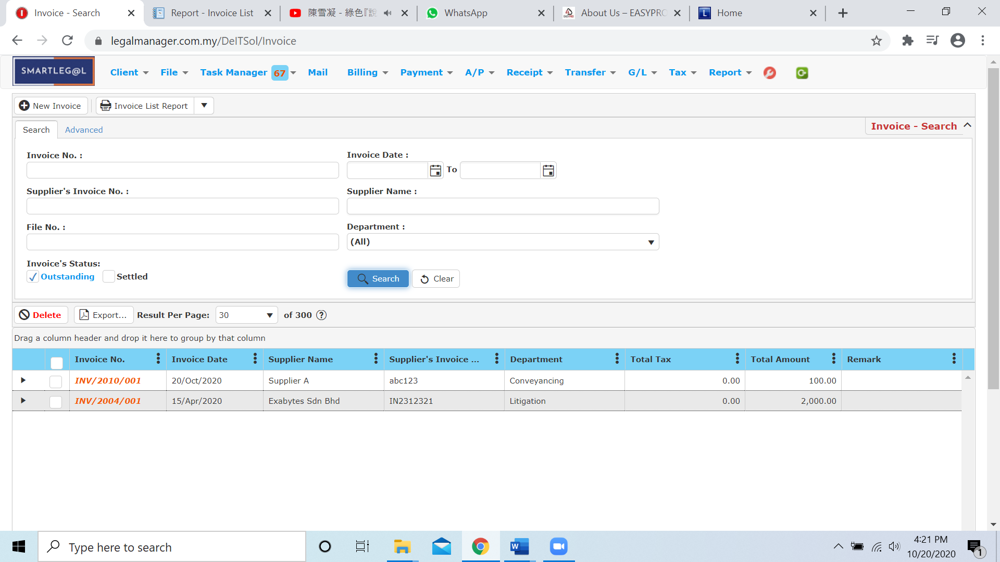 Invoice - Search
Report - Invoice List
陳雪凝 - 綠色『說
WhatsApp
About Us – EASYPRO
Home
legalmanager.com.my/DeITSol/Invoice
SMARTLEG@L
Client
File
Task Manager 67
Mail
Billing
Payment
A/P
Receipt
Transfer
G/L
Tax
Report
New Invoice
Invoice List Report
Search
Advanced
Invoice - Search
Invoice No. :
Invoice Date :
To
Supplier's Invoice No. :
Supplier Name :
File No. :
Department :
(All)
Invoice's Status:
Outstanding
Settled
Search
Clear
Delete
Export...
Result Per Page:
30
of 300
Drag a column header and drop it here to group by that column
Invoice No. Invoice Date Supplier Name Supplier's Invoice ... Department Total Tax Total Amount Remark
INV/2010/001 20/Oct/2020 Supplier A abc123 Conveyancing 0.00 100.00
INV/2004/001 15/Apr/2020 Exabytes Sdn Bhd IN2312321 Litigation 0.00 2,000.00
Type here to search
4:21 PM
10/20/2020
1